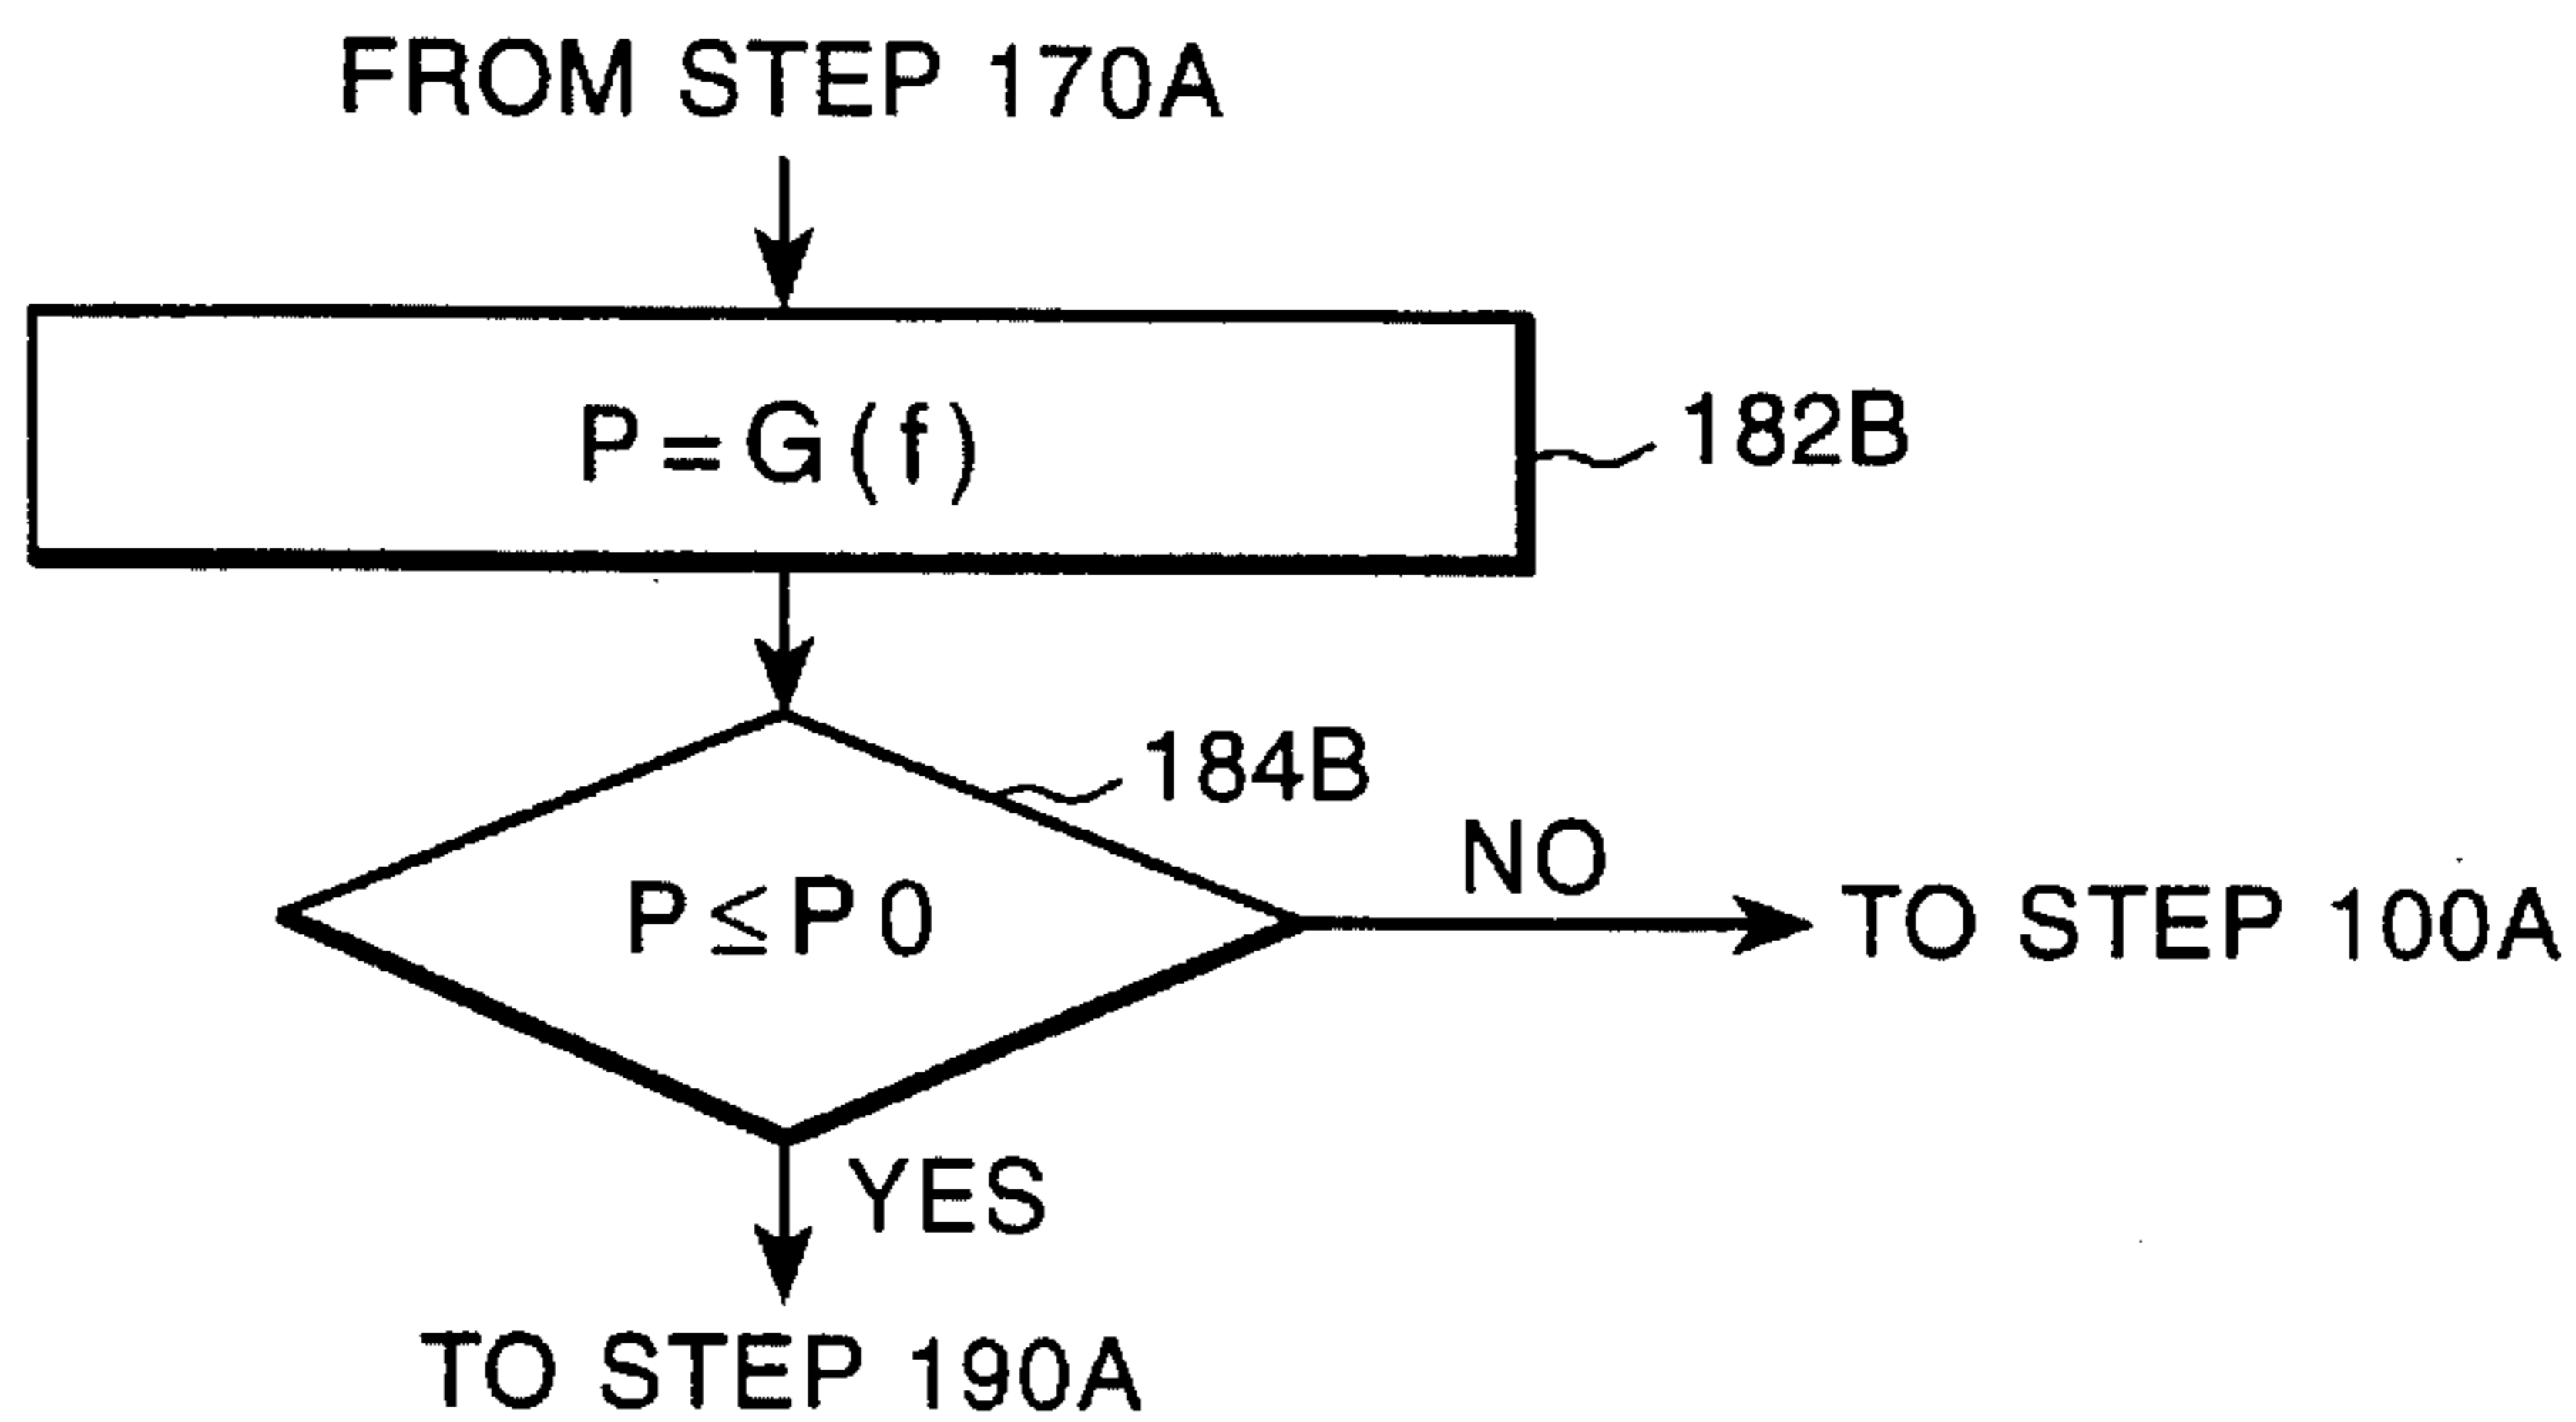 FROM STEP 170A
P=G(f)
182B
184B
P≤P0
NO
TO STEP 100A
YES
TO STEP 190A